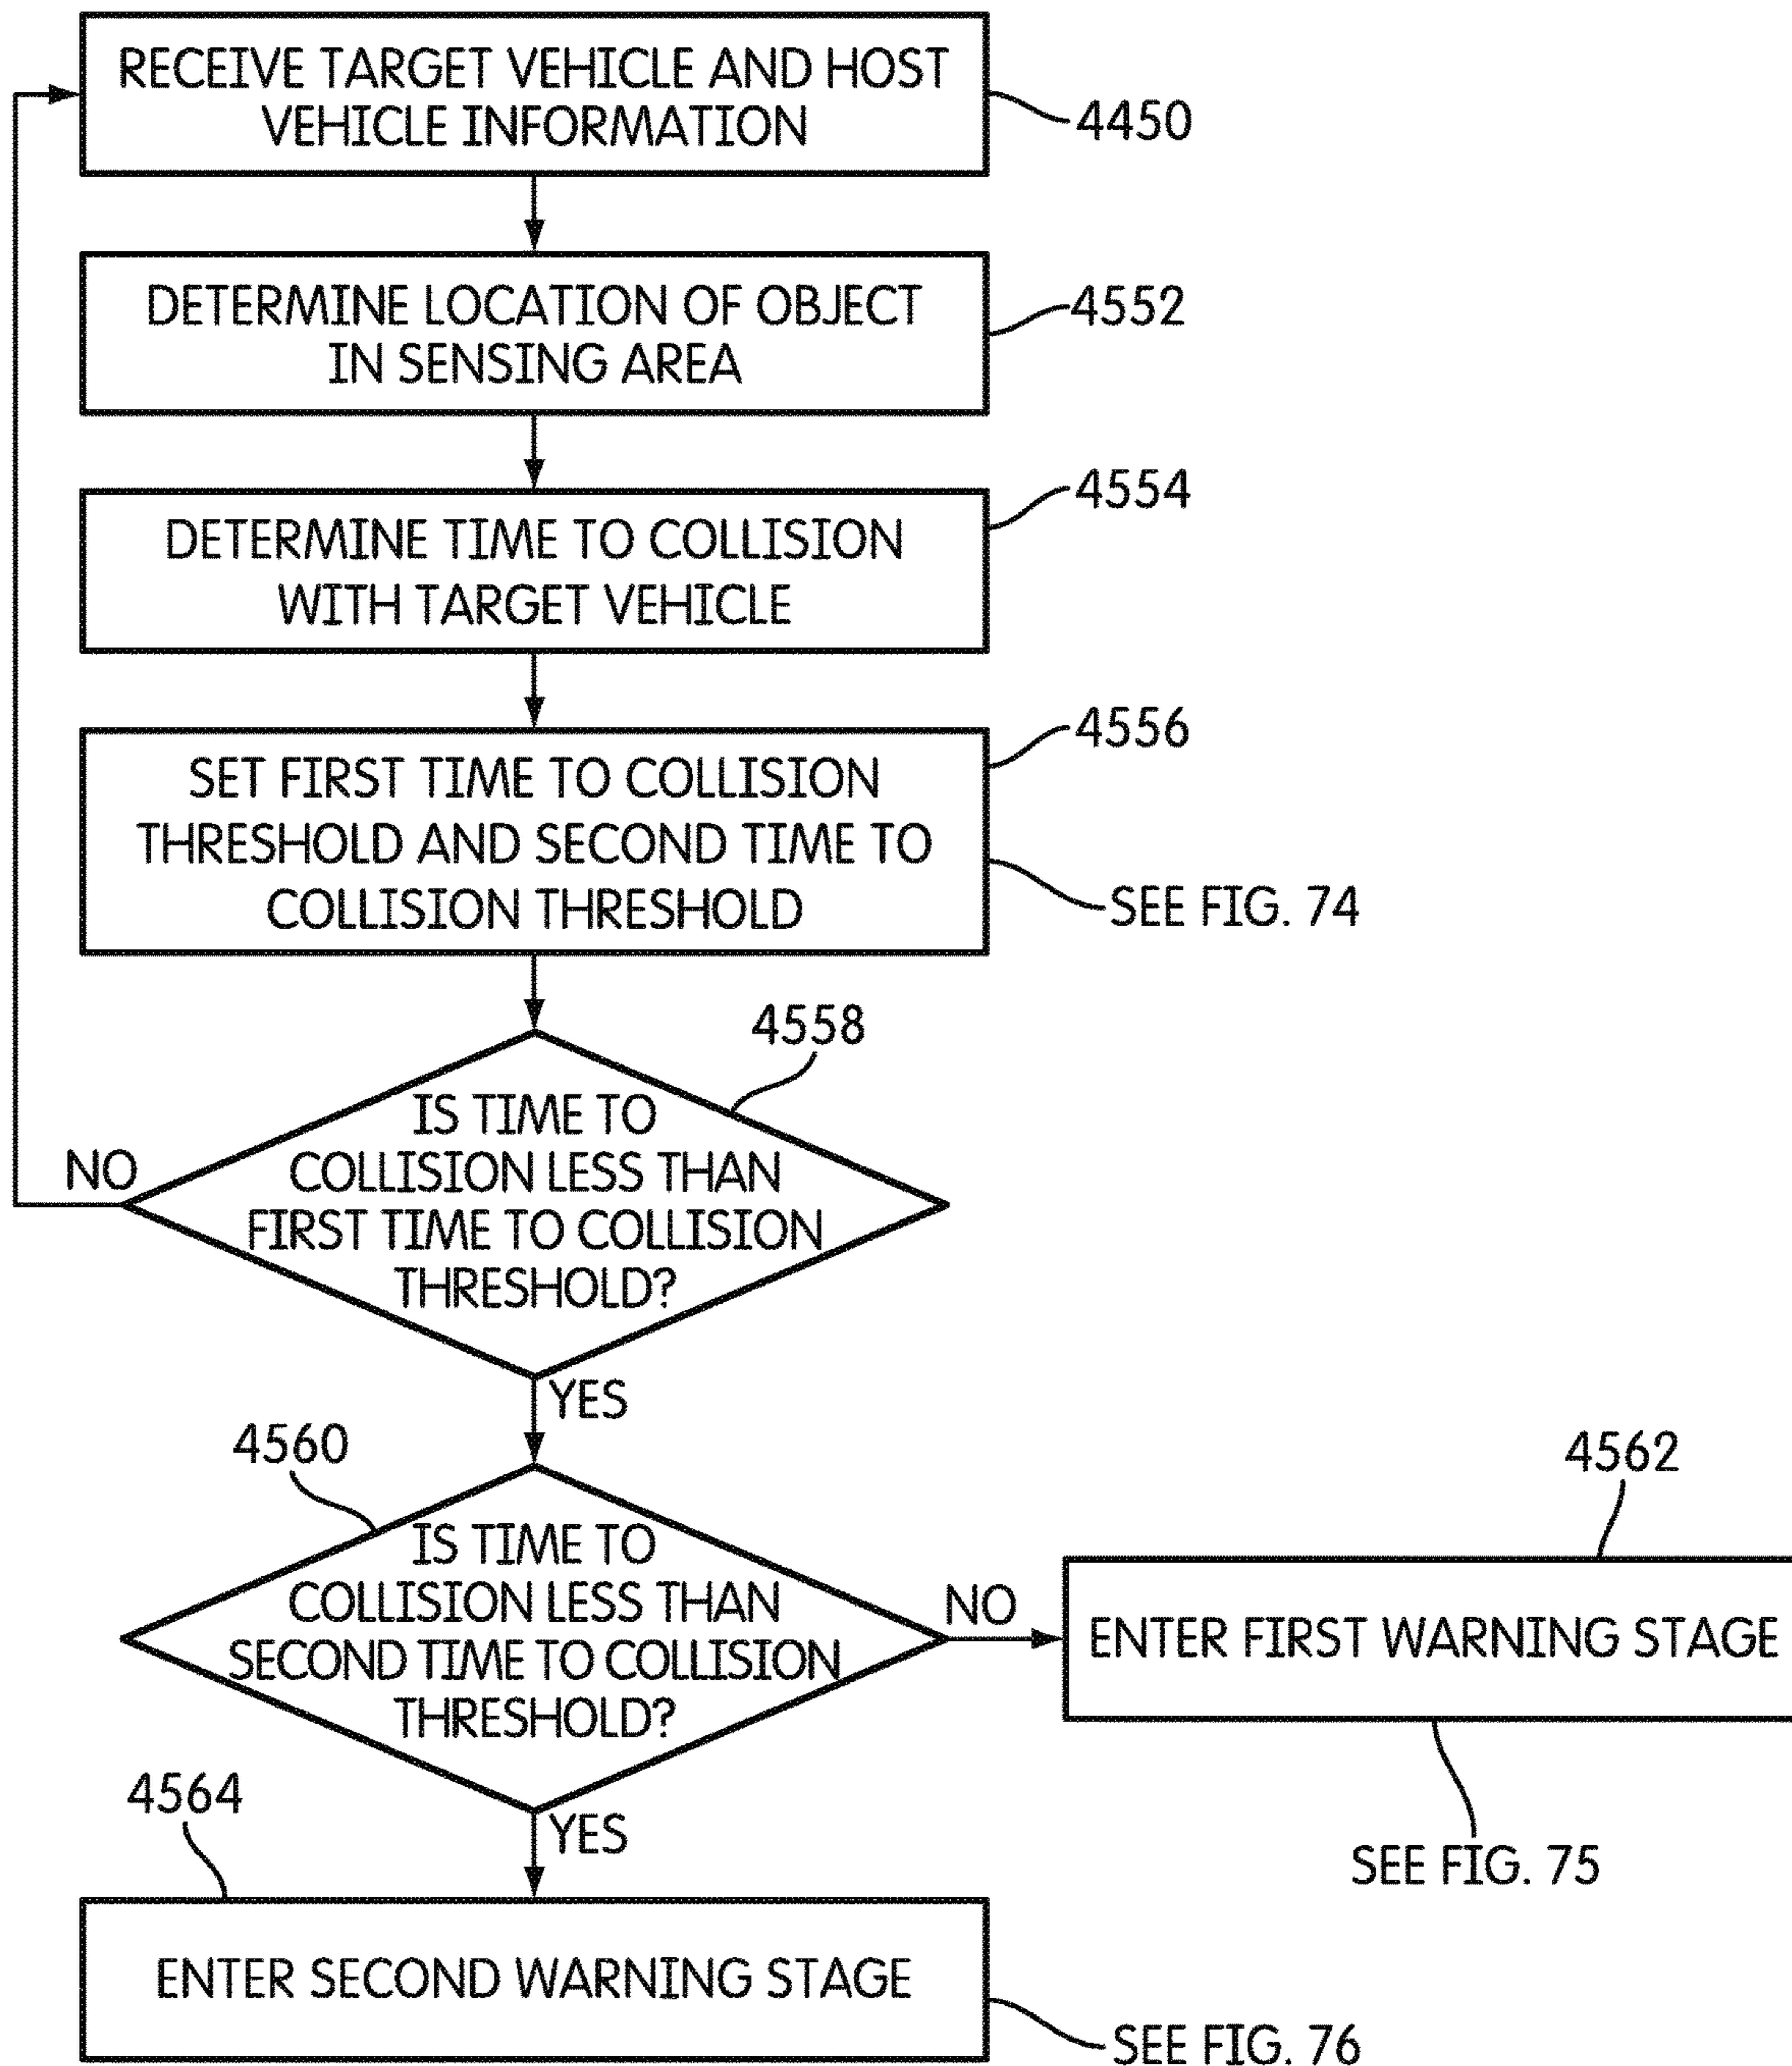 RECEIVE TARGET VEHICLE AND HOST
VEHICLE INFORMATION
4450
DETERMINE LOCATION OF OBJECT
IN SENSING AREA
4552
DETERMINE TIME TO COLLISION
WITH TARGET VEHICLE
4554
SET FIRST TIME TO COLLISION
THRESHOLD AND SECOND TIME TO
COLLISION THRESHOLD
4556
SEE FIG. 74
4558
IS TIME TO
COLLISION LESS THAN
FIRST TIME TO COLLISION
THRESHOLD?
NO
YES
4560
IS TIME TO
COLLISION LESS THAN
SECOND TIME TO COLLISION
THRESHOLD?
NO
4562
ENTER FIRST WARNING STAGE
SEE FIG. 75
YES
4564
ENTER SECOND WARNING STAGE
SEE FIG. 76